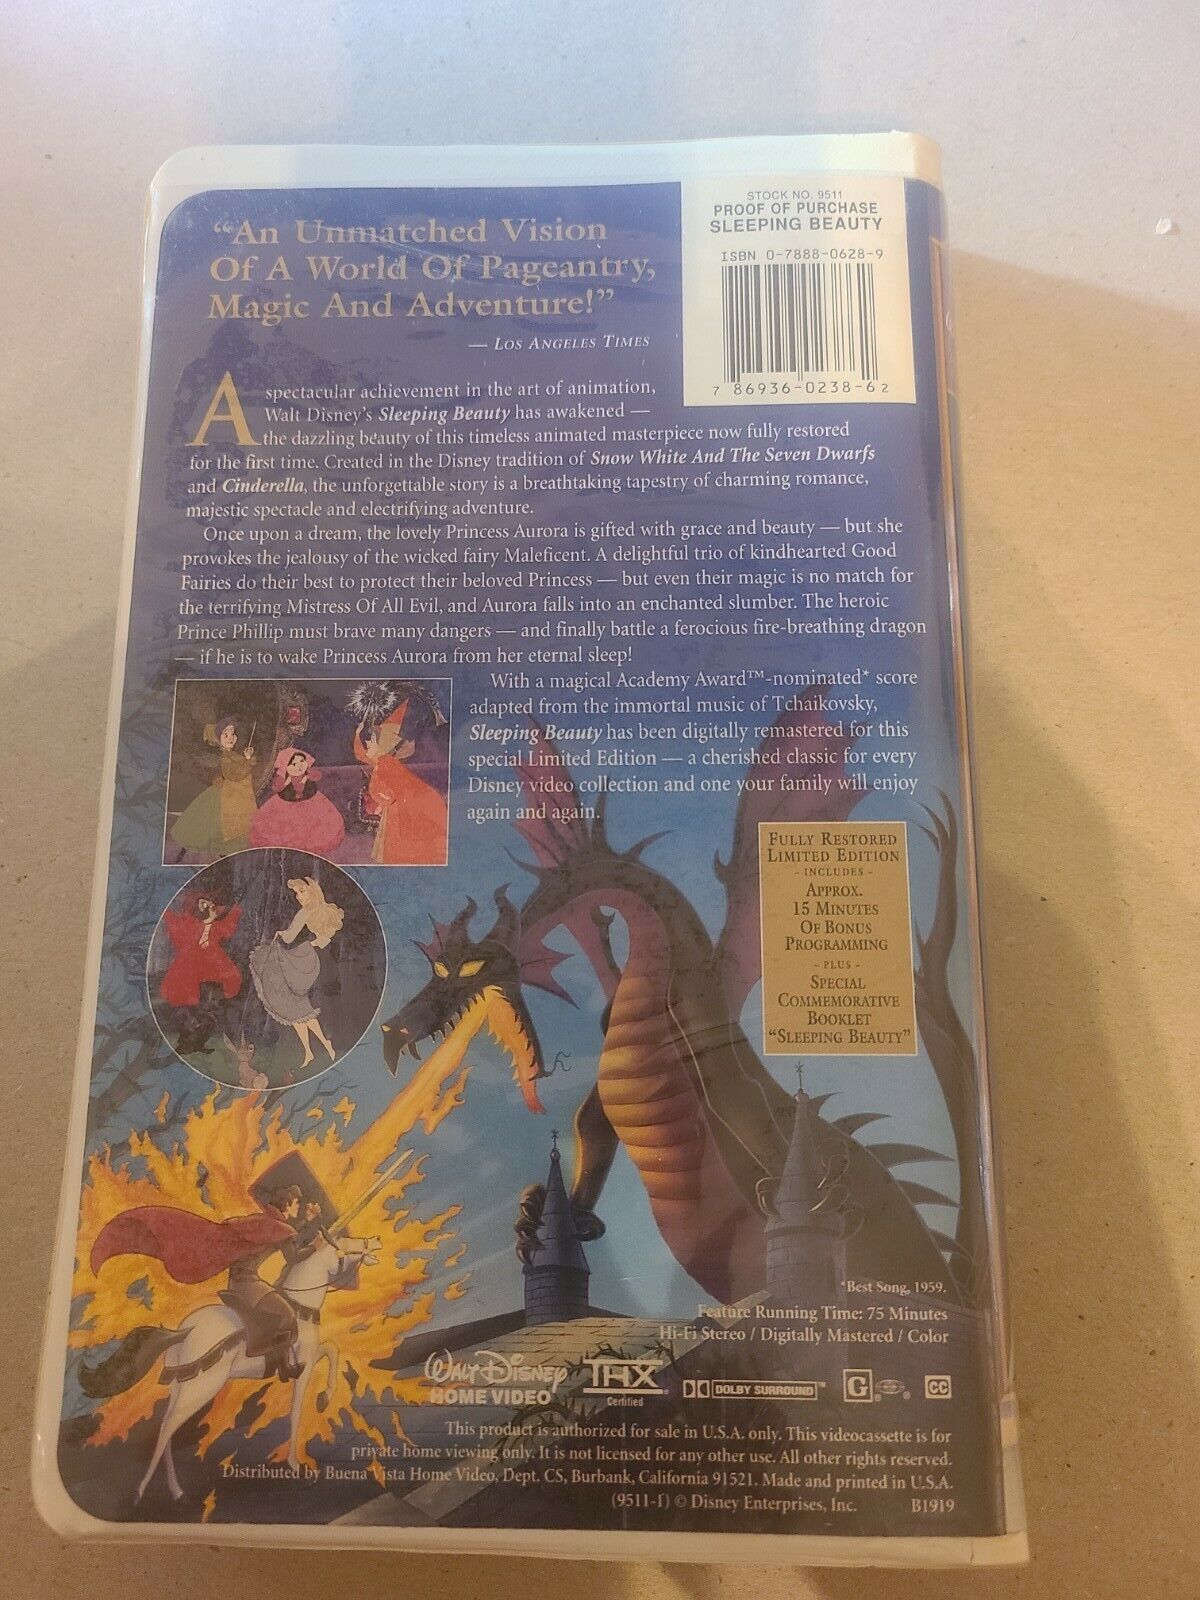 "An Unmatched Vision
Of A World Of Pageantry,
Magic And Adventure!"
— Los Angeles Times
STOCK NO. 9511
PROOF OF PURCHASE
SLEEPING BEAUTY
ISBN 0-7888-0628-9
7 86936-0238-6 2
A spectacular achievement in the art of animation,
Walt Disney's Sleeping Beauty has awakened —
the dazzling beauty of this timeless animated masterpiece now fully restored
for the first time. Created in the Disney tradition of Snow White And The Seven Dwarfs
and Cinderella, the unforgettable story is a breathtaking tapestry of charming romance,
majestic spectacle and electrifying adventure.
Once upon a dream, the lovely Princess Aurora is gifted with grace and beauty — but she
provokes the jealousy of the wicked fairy Maleficent. A delightful trio of kindhearted Good
Fairies do their best to protect their beloved Princess — but even their magic is no match for
the terrifying Mistress Of All Evil, and Aurora falls into an enchanted slumber. The heroic
Prince Phillip must brave many dangers — and finally battle a ferocious fire-breathing dragon
— if he is to wake Princess Aurora from her eternal sleep!
With a magical Academy Award™-nominated* score
adapted from the immortal music of Tchaikovsky,
Sleeping Beauty has been digitally remastered for this
special Limited Edition — a cherished classic for every
Disney video collection and one your family will enjoy
again and again.
FULLY RESTORED
LIMITED EDITION
- INCLUDES -
APPROX.
15 MINUTES
OF BONUS
PROGRAMMING
- PLUS -
SPECIAL
COMMEMORATIVE
BOOKLET
"SLEEPING BEAUTY"
*Best Song, 1959.
Feature Running Time: 75 Minutes
Hi-Fi Stereo / Digitally Mastered / Color
Walt Disney
HOME VIDEO
THX
Certified
DOLBY SURROUND™
G
CC
This product is authorized for sale in U.S.A. only. This videocassette is for
private home viewing only. It is not licensed for any other use. All other rights reserved.
Distributed by Buena Vista Home Video, Dept. CS, Burbank, California 91521. Made and printed in U.S.A.
(9511-I) © Disney Enterprises, Inc. B1919